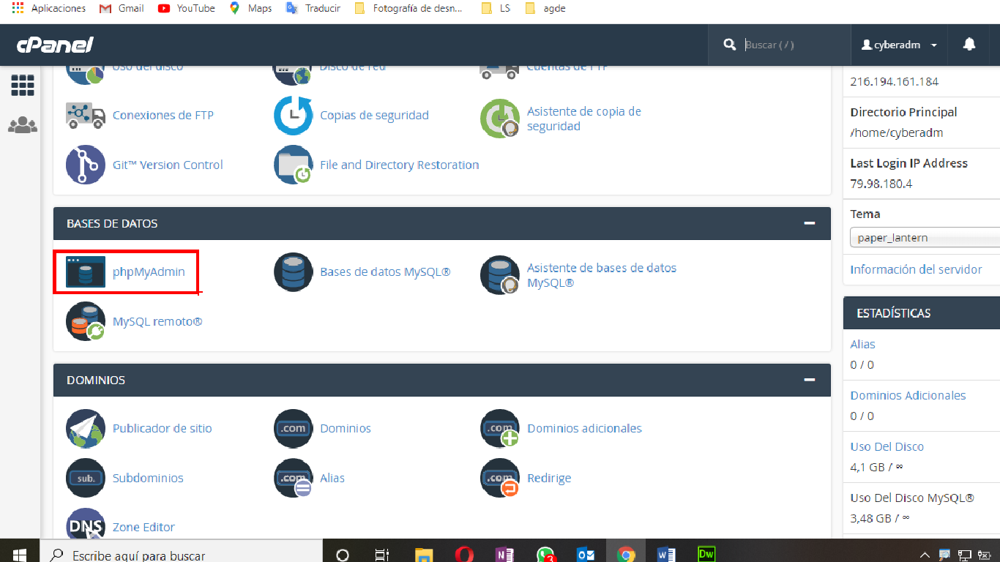 Aplicaciones
Gmail
YouTube
Maps
Traducir
Fotografía de desn...
LS
agde
cPanel
Buscar ( / )
cyberadm
Uso del disco
Disco de red
Cuentas de FTP
Conexiones de FTP
Copias de seguridad
Asistente de copia de
seguridad
Git™ Version Control
File and Directory Restoration
BASES DE DATOS
phpMyAdmin
Bases de datos MySQL®
Asistente de bases de datos
MySQL®
MySQL remoto®
DOMINIOS
Publicador de sitio
.com
Dominios
.com
Dominios adicionales
sub.
Subdominios
.com
Alias
.com
Redirige
DNS
Zone Editor
216.194.161.184
Directorio Principal
/home/cyberadm
Last Login IP Address
79.98.180.4
Tema
paper_lantern
Información del servidor
ESTADÍSTICAS
Alias
0 / 0
Dominios Adicionales
0 / 0
Uso Del Disco
4,1 GB / ∞
Uso Del Disco MySQL®
3,48 GB / ∞
Escribe aquí para buscar
N
3
W
Dw